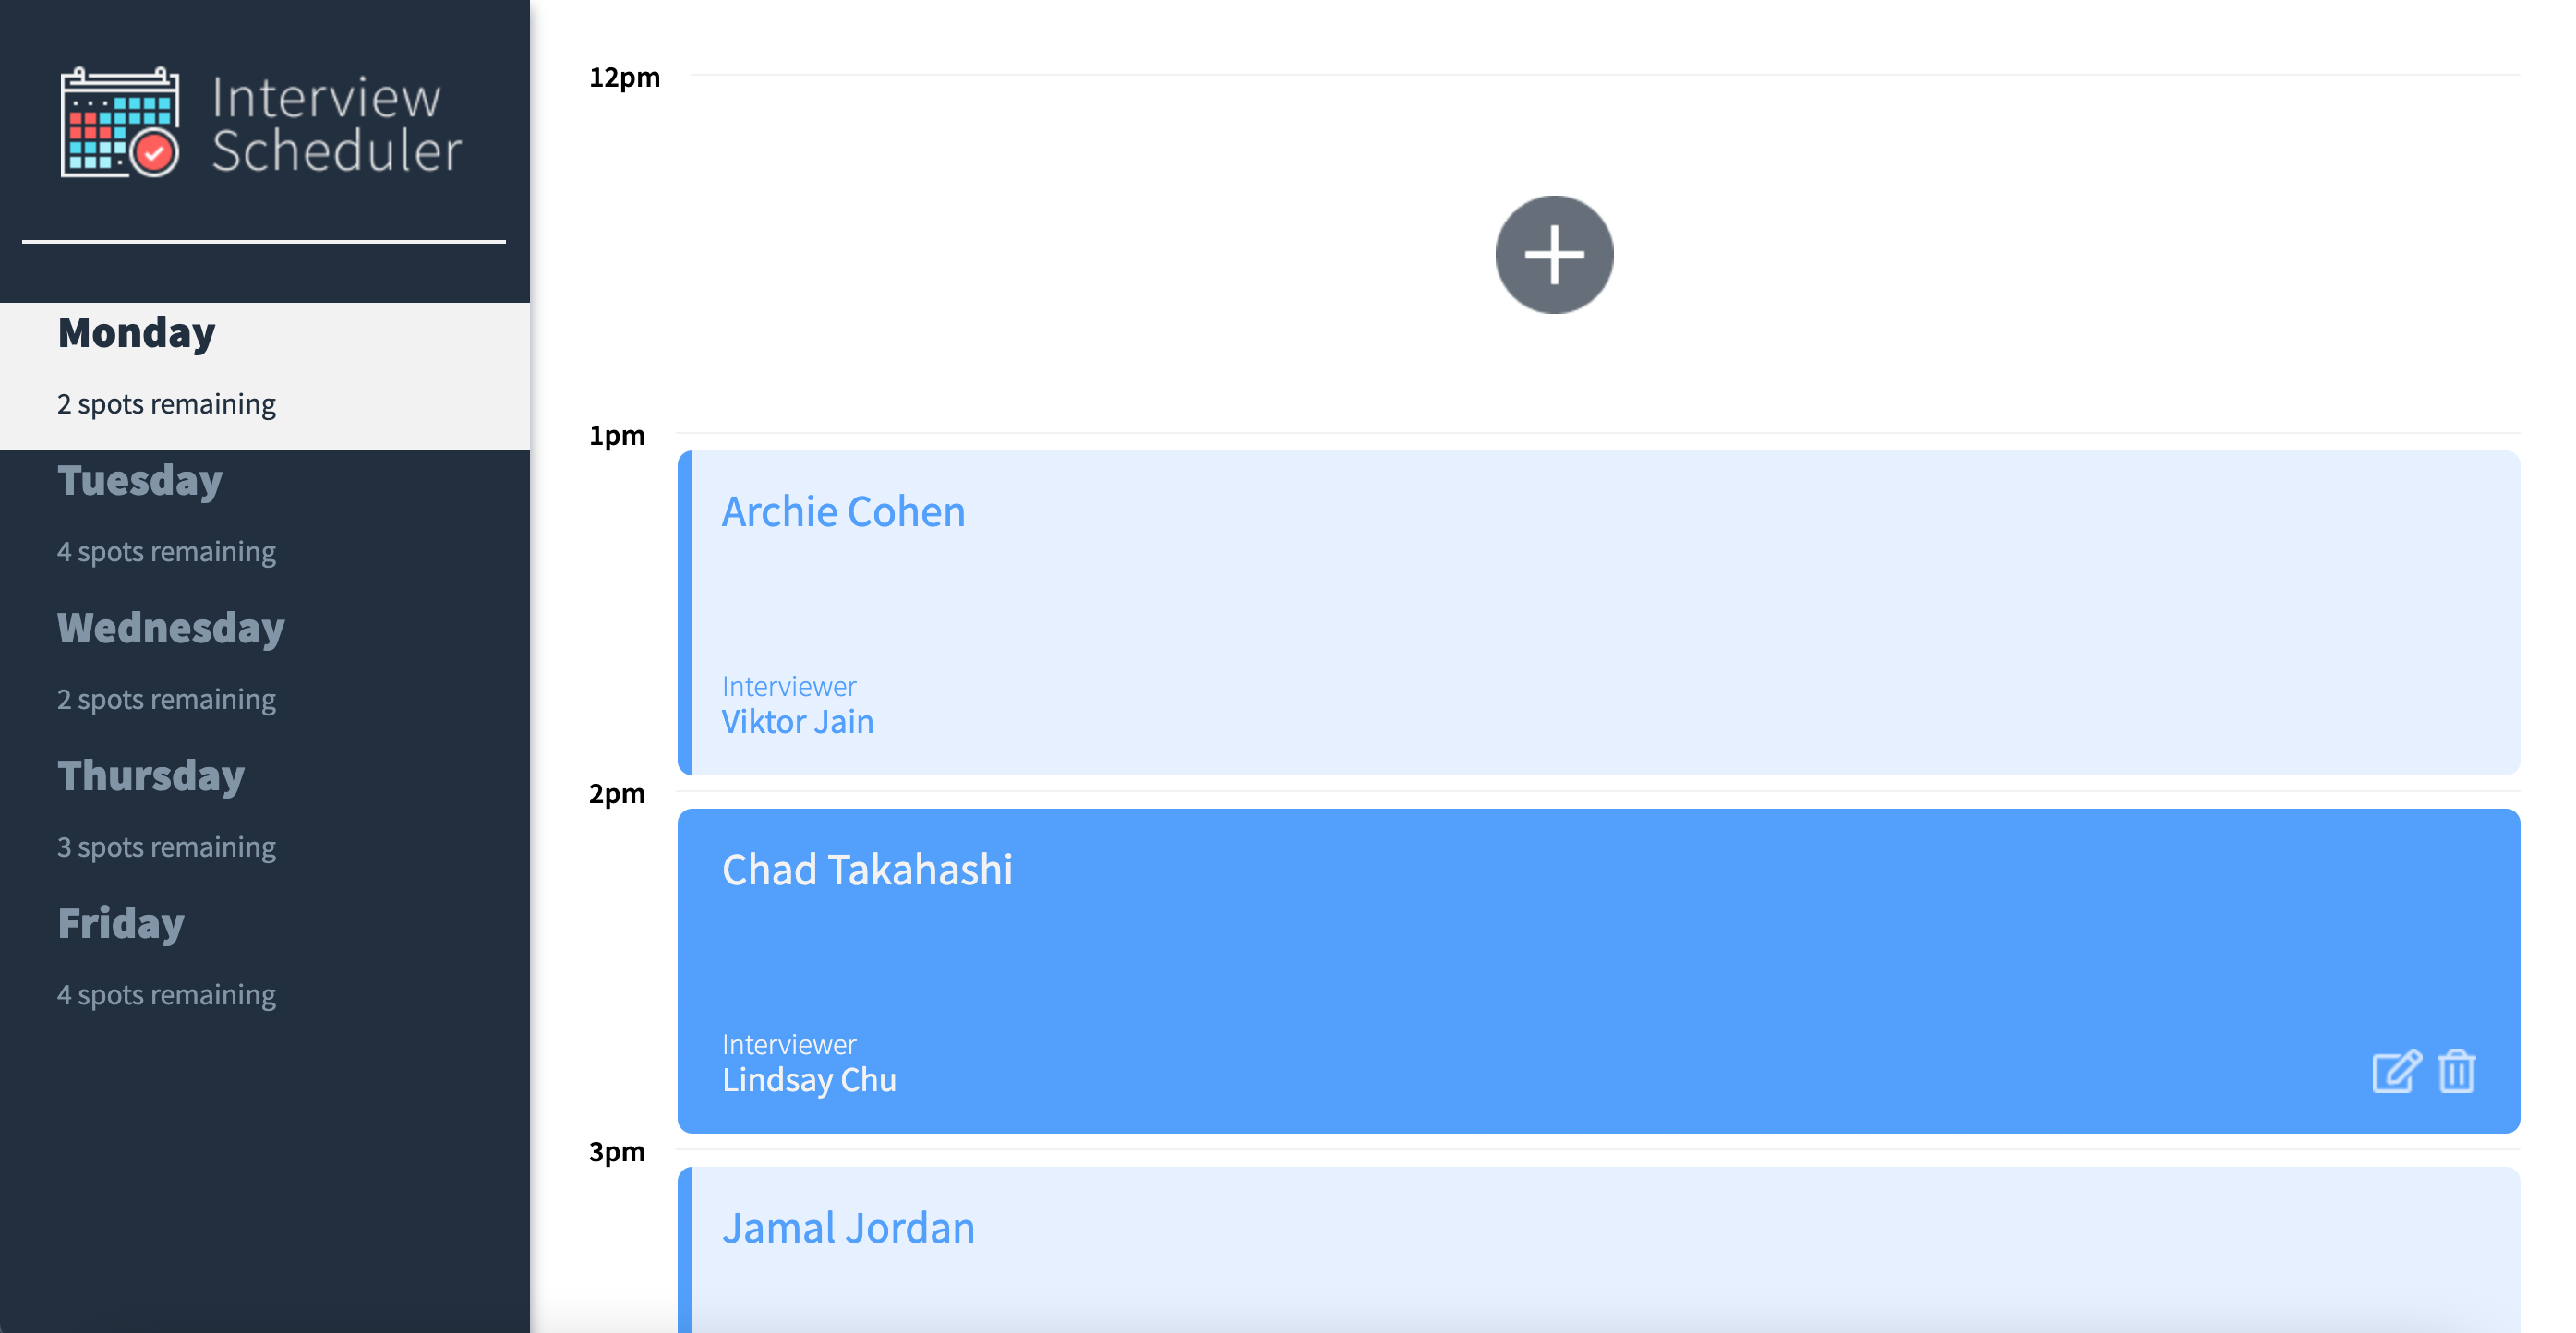 Interview
Scheduler
Monday
2 spots remaining
Tuesday
4 spots remaining
Wednesday
2 spots remaining
Thursday
3 spots remaining
Friday
4 spots remaining
12pm
1pm
Archie Cohen
Interviewer
Viktor Jain
2pm
Chad Takahashi
Interviewer
Lindsay Chu
3pm
Jamal Jordan